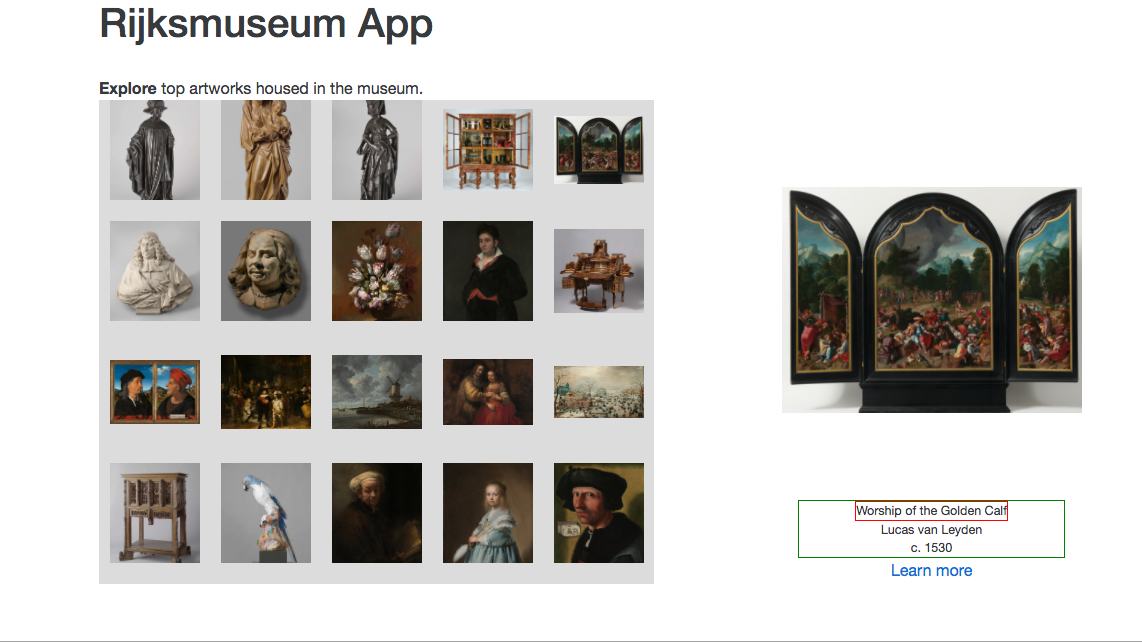 Rijksmuseum App
Explore top artworks housed in the museum.
Worship of the Golden Calf
Lucas van Leyden
c. 1530
Learn more